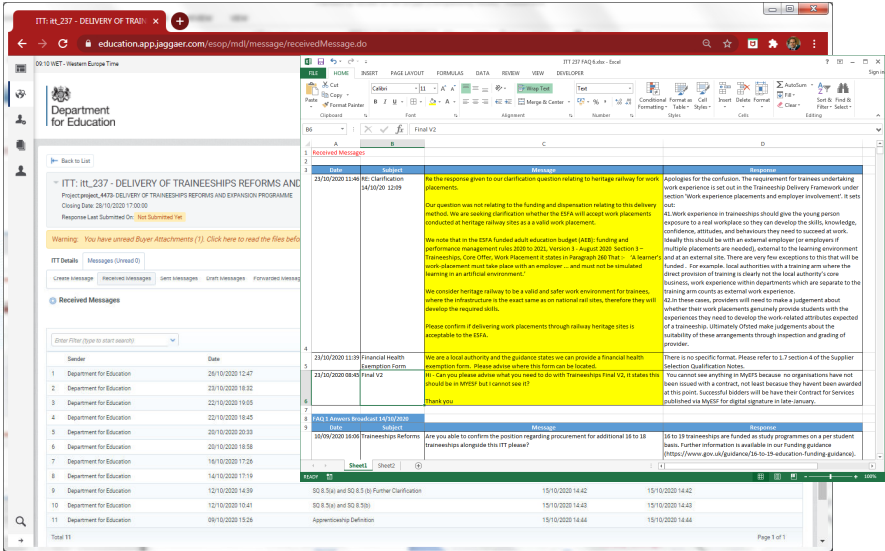 ITT: it_237 - DELIVERY OF TRAIN
education.app.jaggaer.com/esop/mdl/message/receivedMessage.do
09:10 WET - Western Europe Time
Department
for Education
Back to List
ITT: itt_237 - DELIVERY OF TRAINEESHIPS REFORMS AND
Project: project_4473- DELIVERY OF TRAINEESHIPS REFORMS AND EXPANSION PROGRAMME
Closing Date: 28/10/2020 17:00:00
Response Last Submitted On: Not Submitted Yet
Warning: You have unread Buyer Attachments (1). Click here to read the files befo
ITT Details Messages (Unread 0)
Create Message Received Messages Sent Messages Draft Messages Forwarded Messag
Received Messages
Enter Filter (type to start search)
Sender Date
1 Department for Education 26/10/2020 12:47
2 Department for Education 23/10/2020 18:32
3 Department for Education 22/10/2020 19:05
4 Department for Education 22/10/2020 18:45
5 Department for Education 20/10/2020 20:33
6 Department for Education 20/10/2020 18:58
7 Department for Education 16/10/2020 17:26
8 Department for Education 14/10/2020 17:19
9 Department for Education 12/10/2020 14:39 SQ 8.5(a) and SQ 8.5 (b) Further Clarification 15/10/2020 14:42 15/10/2020 14:42
10 Department for Education 12/10/2020 10:41 SQ 8.5(a) and SQ 8.5(b) 15/10/2020 14:43 15/10/2020 14:43
11 Department for Education 09/10/2020 15:26 Apprenticeship Definition 15/10/2020 14:44 15/10/2020 14:44
Total 11 Page 1 of 1
ITT 237 FAQ 6.xlsx - Excel
Sign in
FILE HOME INSERT PAGE LAYOUT FORMULAS DATA REVIEW VIEW DEVELOPER
Paste Cut Copy Format Painter
Calibri 11
Wrap Text
Merge & Center
Text
Conditional Formatting Format as Table Cell Styles
Insert Delete Format
AutoSum Fill Clear
Sort & Filter Find & Select
Clipboard Font Alignment Number Styles Cells Editing
B6 Final V2
A B C D
1 Received Messages
2
3 Date Subject Message Response
4 23/10/2020 11:46 RE: Clarification
14/10/20 12:09
Re the response given to our clarification question relating to heritage railway for work
placements.
Our question was not relating to the funding and dispensation relating to this delivery
method. We are seeking clarification whether the ESFA will accept work placements
conducted at heritage railway sites as a valid work placement.
We note that in the ESFA funded adult education budget (AEB): funding and
performance management rules 2020 to 2021, Version 3 - August 2020 Section 3 –
Traineeships, Core Offer, Work Placement it states in Paragraph 260 That :- 'A learner's
work-placement must take place with an employer ... and must not be simulated
learning in an artificial environment.'
We consider heritage railway to be a valid and safer work environment for trainees,
where the infrastructure is the exact same as on national rail sites, therefore they will
develop the required skills.
Please confirm if delivering work placements through railway heritage sites is
acceptable to the ESFA.
Apologies for the confusion. The requirement for trainees undertaking
work experience is set out in the Traineeship Delivery Framework under
section 'Work experience placements and employer involvement'. It sets
out:
41.Work experience in traineeships should give the young person
exposure to a real workplace so they can develop the skills, knowledge,
confidence, attitudes, and behaviours they need to succeed at work.
Ideally this should be with an external employer (or employers if
multiple placements are needed), external to the learning environment
and at an external site. There are very few exceptions to this that will be
funded . For example. local authorities with a training arm where the
direct provision of training is clearly not the local authority's core
business, work experience within departments which are separate to the
training arm counts as external work experience.
42.In these cases, providers will need to make a judgement about
whether their work placements genuinely provide students with the
experiences they need to develop the work-related attributes expected
of a traineeship. Ultimately Ofsted make judgements about the
suitability of these arrangements through inspection and grading of
provider.
5 23/10/2020 11:39 Financial Health
Exemption Form
We are a local authority and the guidance states we can provide a financial health
exemption form. Please advise where this form can be located.
There is no specific format. Please refer to 1.7 section 4 of the Supplier
Selection Qualification Notes.
6 23/10/2020 08:45 Final V2
Hi - Can you please advise what you need to do with Traineeships Final V2, it states this
should be in MYESF but I cannot see it?
Thank you
You cannot see anything in MyEFS because no organisations have not
been issued with a contract, not least because they havent been awarded
at this point. Successful bidders will be have their Contract for Services
published via MyESF for digital signature in late-January.
7
8 FAQ 1 Anwers Broadcast 14/10/2020
9 Date Subject Message Response
10/09/2020 16:06 Traineeships Reforms
Are you able to confirm the position regarding procurement for additional 16 to 18
traineeships alongside this ITT please?
16 to 19 traineeships are funded as study programmes on a per student
basis. Further information is available in our Funding guidance
(https://www.gov.uk/guidance/16-to-19-education-funding-guidance).
Sheet1 Sheet2
READY 100%